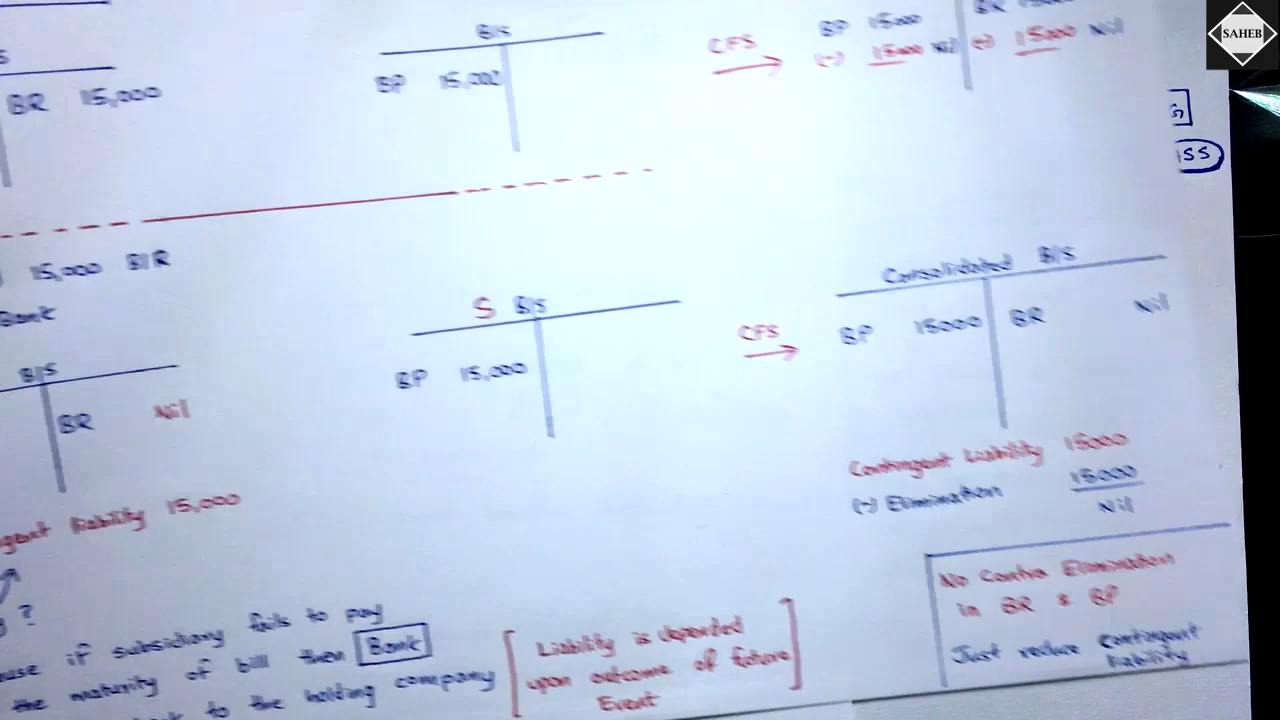 SAHEB
B/S
BP 15000
CFS
(-) 15000 Nil (-) 15000 Nil
BR 15,000
BP 15,000
SS
15,000 B/R
Bank
Consolidated B/S
S B/S
CFS
BP 15000 BR Nil
B/S
BP 15,000
BR Nil
Contingent Liability 15000
(-) Elimination 15000
Nil
liability 15,000
?
No Contra Elimination
in BR & BP
Just reduce contingent
liability
if subsidiary fails to pay
the maturity of bill then Bank
to the holding company
Liability is depended
upon outcome of future
Event